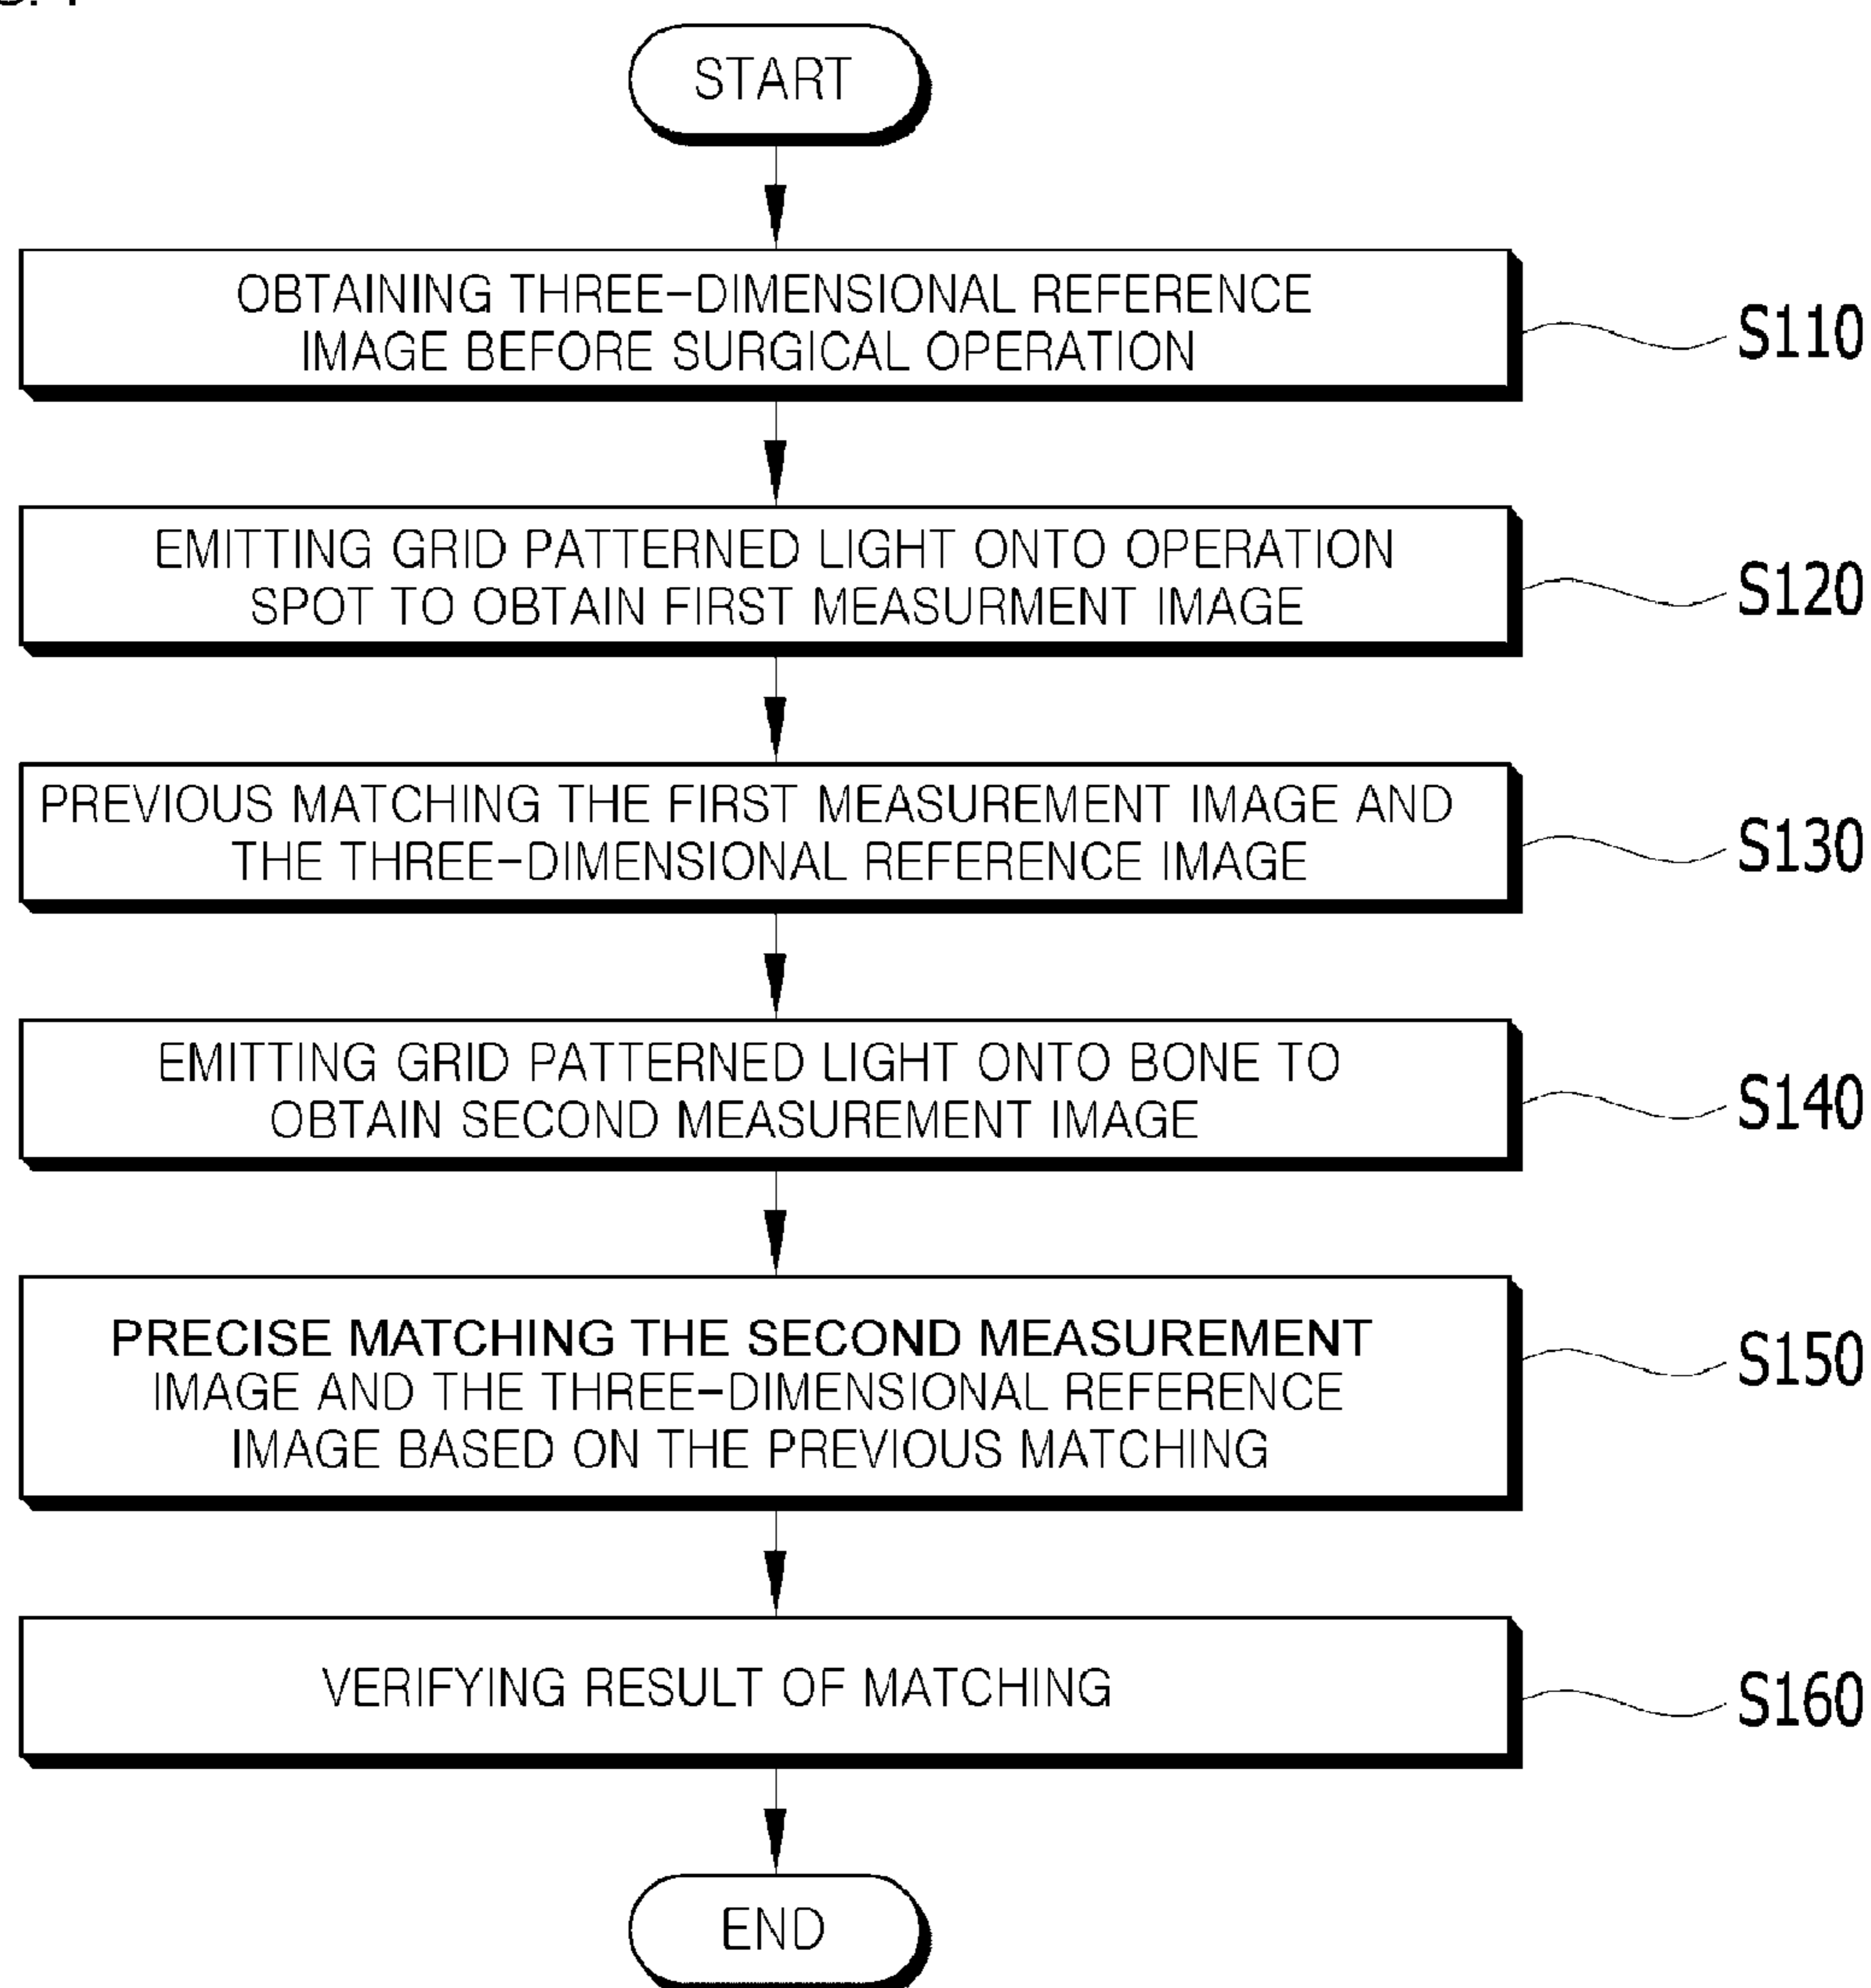 START
OBTAINING THREE-DIMENSIONAL REFERENCE
IMAGE BEFORE SURGICAL OPERATION
S110
EMITTING GRID PATTERNED LIGHT ONTO OPERATION
SPOT TO OBTAIN FIRST MEASURMENT IMAGE
S120
PREVIOUS MATCHING THE FIRST MEASUREMENT IMAGE AND
THE THREE-DIMENSIONAL REFERENCE IMAGE
S130
EMITTING GRID PATTERNED LIGHT ONTO BONE TO
OBTAIN SECOND MEASUREMENT IMAGE
S140
PRECISE MATCHING THE SECOND MEASUREMENT
IMAGE AND THE THREE-DIMENSIONAL REFERENCE
IMAGE BASED ON THE PREVIOUS MATCHING
S150
VERIFYING RESULT OF MATCHING
S160
END